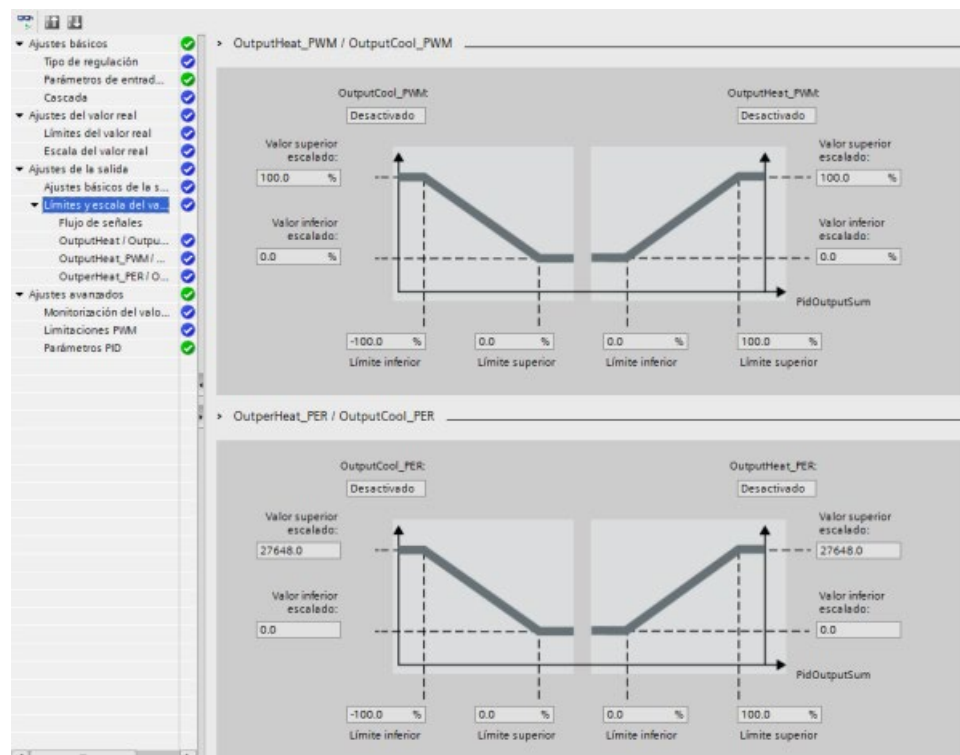 Ajustes básicos
Tipo de regulación
Parámetros de entrad...
Cascada
Ajustes del valor real
Límites del valor real
Escala del valor real
Ajustes de la salida
Ajustes básicos de la s...
Límites y escala del va...
Flujo de señales
OutputHeat / Outpu...
OutputHeat_PWM / ...
OutperHeat_PER / O...
Ajustes avanzados
Monitorización del valo...
Limitaciones PWM
Parámetros PID
OutputHeat_PWM / OutputCool_PWM
OutputCool_PWM:
Desactivado
OutputHeat_PWM:
Desactivado
Valor superior
escalado:
100.0 %
Valor superior
escalado:
100.0 %
Valor inferior
escalado:
0.0 %
Valor inferior
escalado:
0.0 %
PidOutputSum
-100.0 %
0.0 %
0.0 %
100.0 %
Límite inferior
Límite superior
Límite inferior
Límite superior
OutperHeat_PER / OutputCool_PER
OutputCool_PER:
Desactivado
OutputHeat_PER:
Desactivado
Valor superior
escalado:
27648.0
Valor superior
escalado:
27648.0
Valor inferior
escalado:
0.0
Valor inferior
escalado:
0.0
PidOutputSum
-100.0 %
0.0 %
0.0 %
100.0 %
Límite inferior
Límite superior
Límite inferior
Límite superior